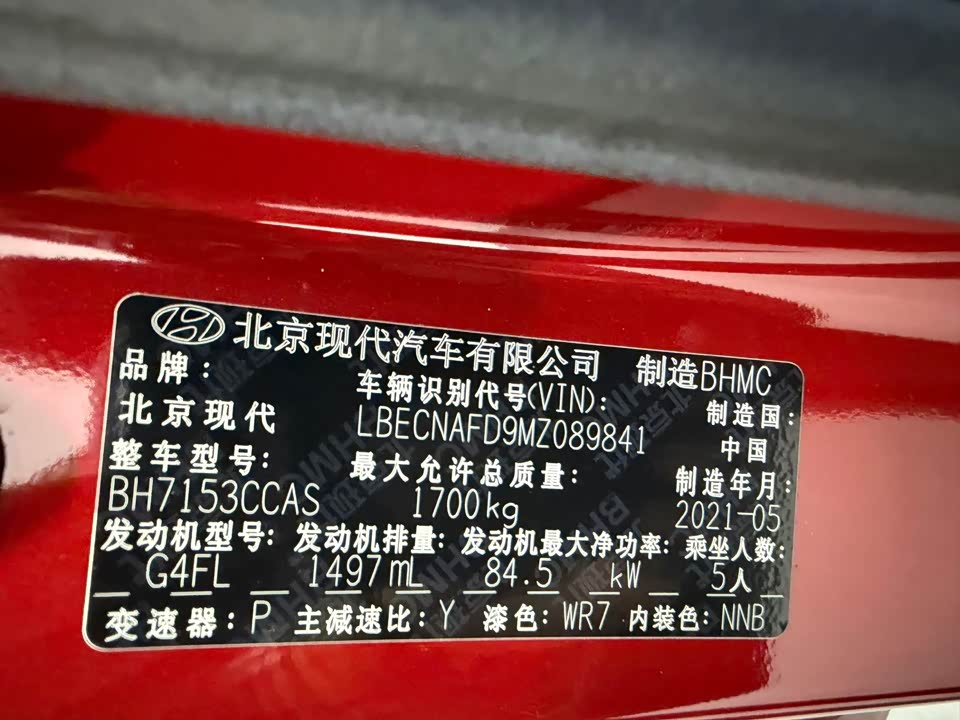 北京现代汽车有限公司 制造BHMC
品牌: 车辆识别代号(VIN): 制造国:
北京现代 LBECNAFD9MZ089841 中国
整车型号: 最大允许总质量: 制造年月:
BH7153CCAS 1700kg 2021-05
发动机型号: 发动机排量: 发动机最大净功率: 乘坐人数:
G4FL 1497mL 84.5 kW 5人
变速器: P 主减速比: Y 漆色: WR7 内装色: NNB